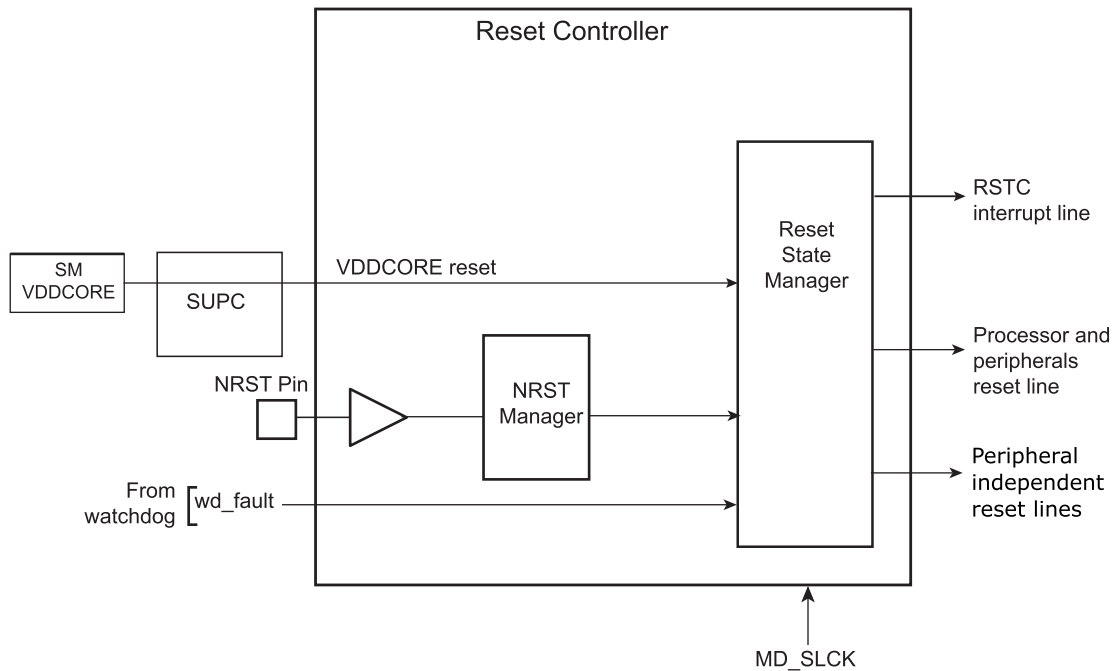 Reset Controller
RSTC
interrupt line
Reset
State
Manager
SM
VDDCORE
SUPC
VDDCORE reset
Processor and
peripherals
reset line
NRST Pin
NRST
Manager
Peripheral
independent
reset lines
From
watchdog
wd_fault
MD_SLCK